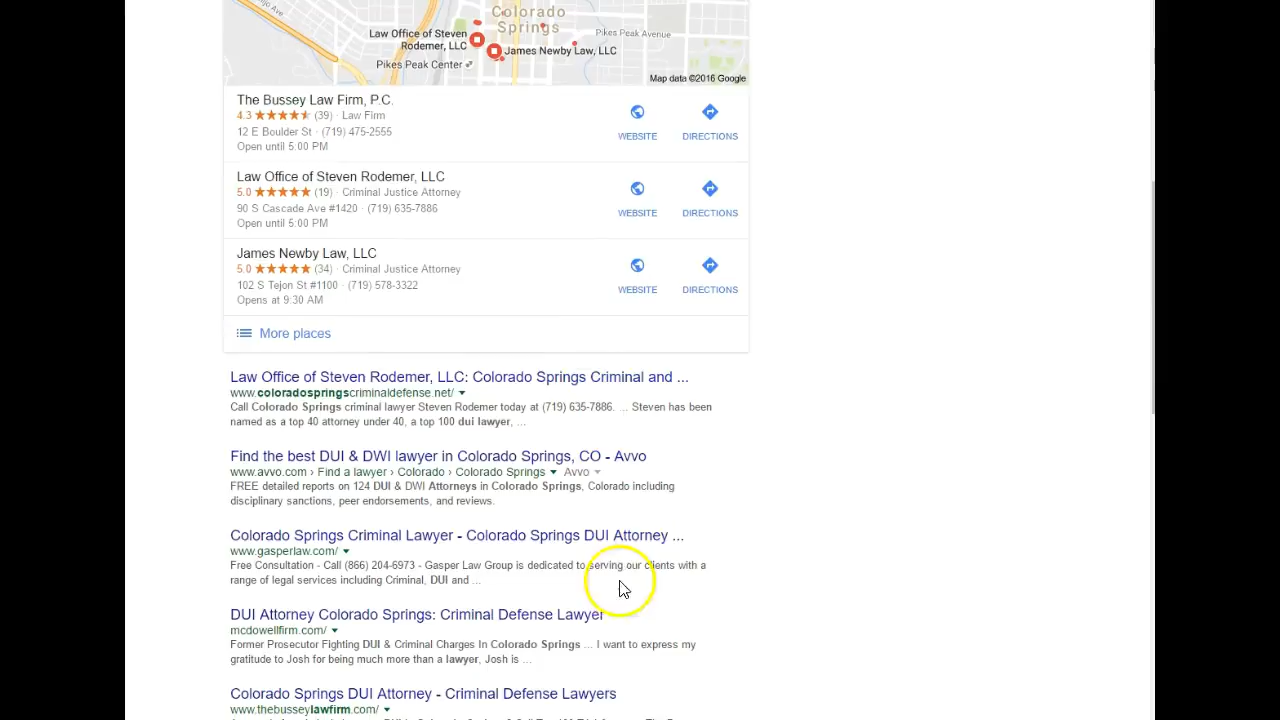 Colorado
Springs
Pikes Peak Avenue
Law Office of Steven
Rodemer, LLC
James Newby Law, LLC
Pikes Peak Center
Map data ©2016 Google
The Bussey Law Firm, P.C.
4.3 (39) · Law Firm
12 E Boulder St · (719) 475-2555
Open until 5:00 PM
WEBSITE DIRECTIONS
Law Office of Steven Rodemer, LLC
5.0 (19) · Criminal Justice Attorney
90 S Cascade Ave #1420 · (719) 635-7886
Open until 5:00 PM
WEBSITE DIRECTIONS
James Newby Law, LLC
5.0 (34) · Criminal Justice Attorney
102 S Tejon St #1100 · (719) 578-3322
Opens at 9:30 AM
WEBSITE DIRECTIONS
More places
Law Office of Steven Rodemer, LLC: Colorado Springs Criminal and ...
www.coloradospringscriminaldefense.net/
Call Colorado Springs criminal lawyer Steven Rodemer today at (719) 635-7886. ... Steven has been
named as a top 40 attorney under 40, a top 100 dui lawyer, ...
Find the best DUI & DWI lawyer in Colorado Springs, CO - Avvo
www.avvo.com › Find a lawyer › Colorado › Colorado Springs Avvo
FREE detailed reports on 124 DUI & DWI Attorneys in Colorado Springs, Colorado including
disciplinary sanctions, peer endorsements, and reviews.
Colorado Springs Criminal Lawyer - Colorado Springs DUI Attorney ...
www.gasperlaw.com/
Free Consultation - Call (866) 204-6973 - Gasper Law Group is dedicated to serving our clients with a
range of legal services including Criminal, DUI and ...
DUI Attorney Colorado Springs: Criminal Defense Lawyer
mcdowellfirm.com/
Former Prosecutor Fighting DUI & Criminal Charges In Colorado Springs ... I want to express my
gratitude to Josh for being much more than a lawyer, Josh is ...
Colorado Springs DUI Attorney - Criminal Defense Lawyers
www.thebusseylawfirm.com/